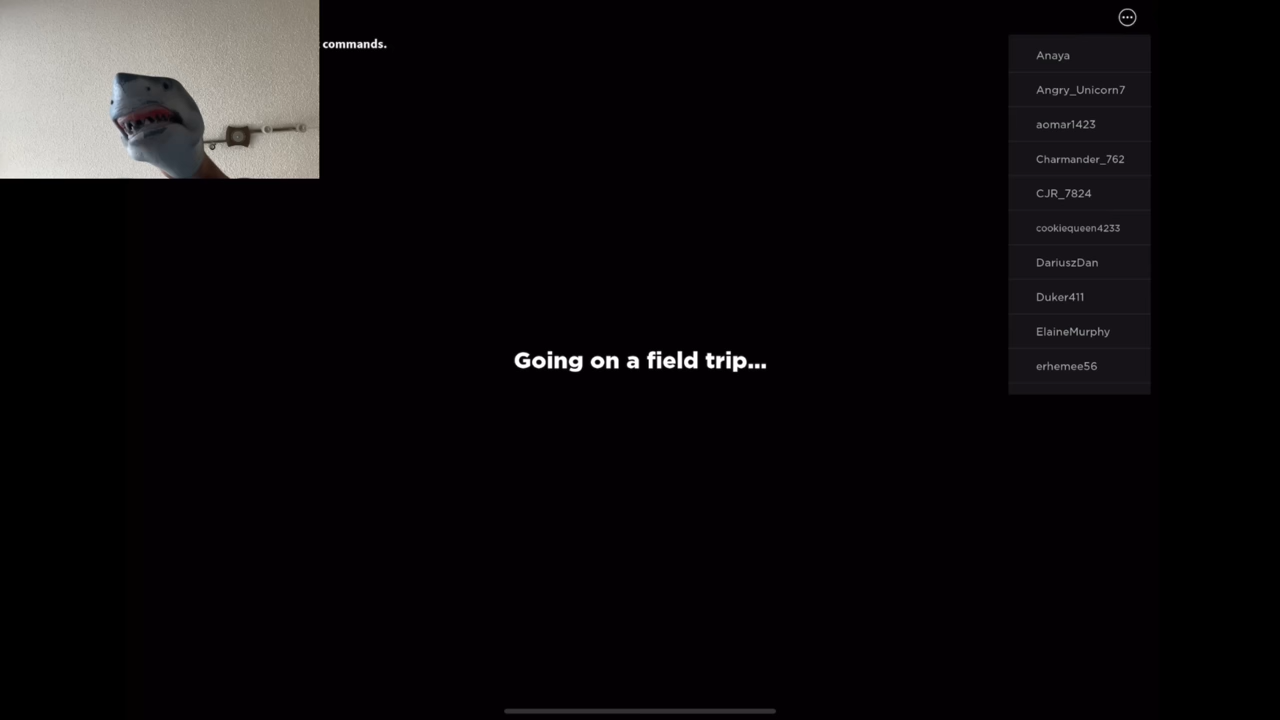 commands.
Anaya
Angry_Unicorn7
aomar1423
Charmander_762
CJR_7824
cookiequeen4233
DariuszDan
Duker411
ElaineMurphy
erhemee56
Going on a field trip...